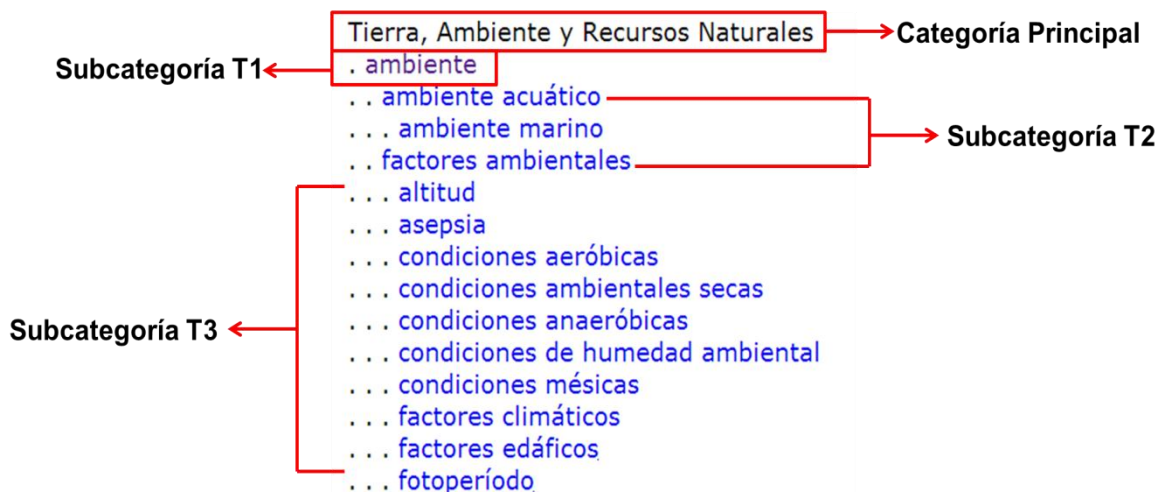 Tierra, Ambiente y Recursos Naturales
Categoría Principal
Subcategoría T1
. ambiente
. . ambiente acuático
. . . ambiente marino
Subcategoría T2
. . factores ambientales
. . . altitud
. . . asepsia
. . . condiciones aeróbicas
. . . condiciones ambientales secas
Subcategoría T3
. . . condiciones anaeróbicas
. . . condiciones de humedad ambiental
. . . condiciones mésicas
. . . factores climáticos
. . . factores edáficos
. . . fotoperíodo